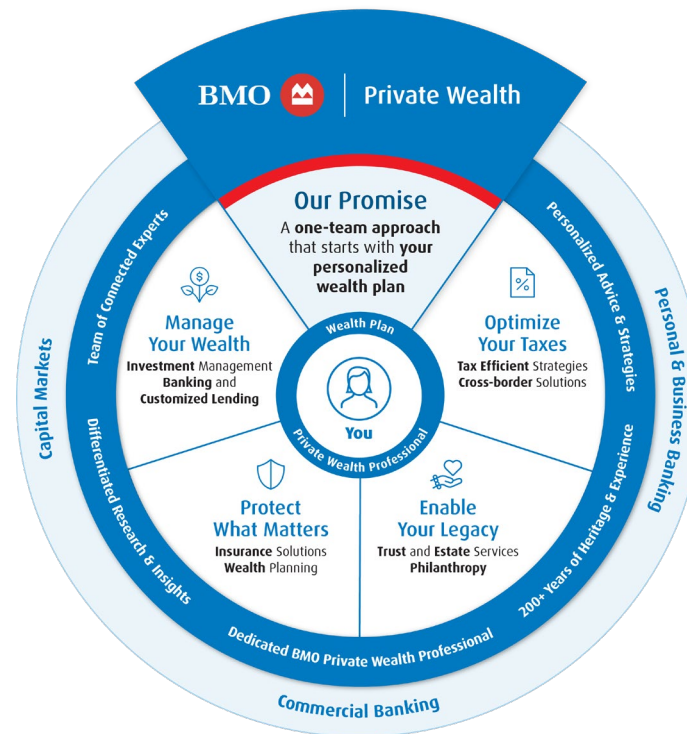 BMO | Private Wealth
Our Promise
A one-team approach
that starts with your
personalized
wealth plan
Team of Connected Experts
Personalized Advice & Strategies
Manage
Your Wealth
Investment Management
Banking and
Customized Lending
Optimize
Your Taxes
Tax Efficient Strategies
Cross-border Solutions
Wealth Plan
You
Private Wealth Professional
Capital Markets
Personal & Business Banking
Differentiated Research & Insights
200+ Years of Heritage & Experience
Protect
What Matters
Insurance Solutions
Wealth Planning
Enable
Your Legacy
Trust and Estate Services
Philanthropy
Dedicated BMO Private Wealth Professional
Commercial Banking